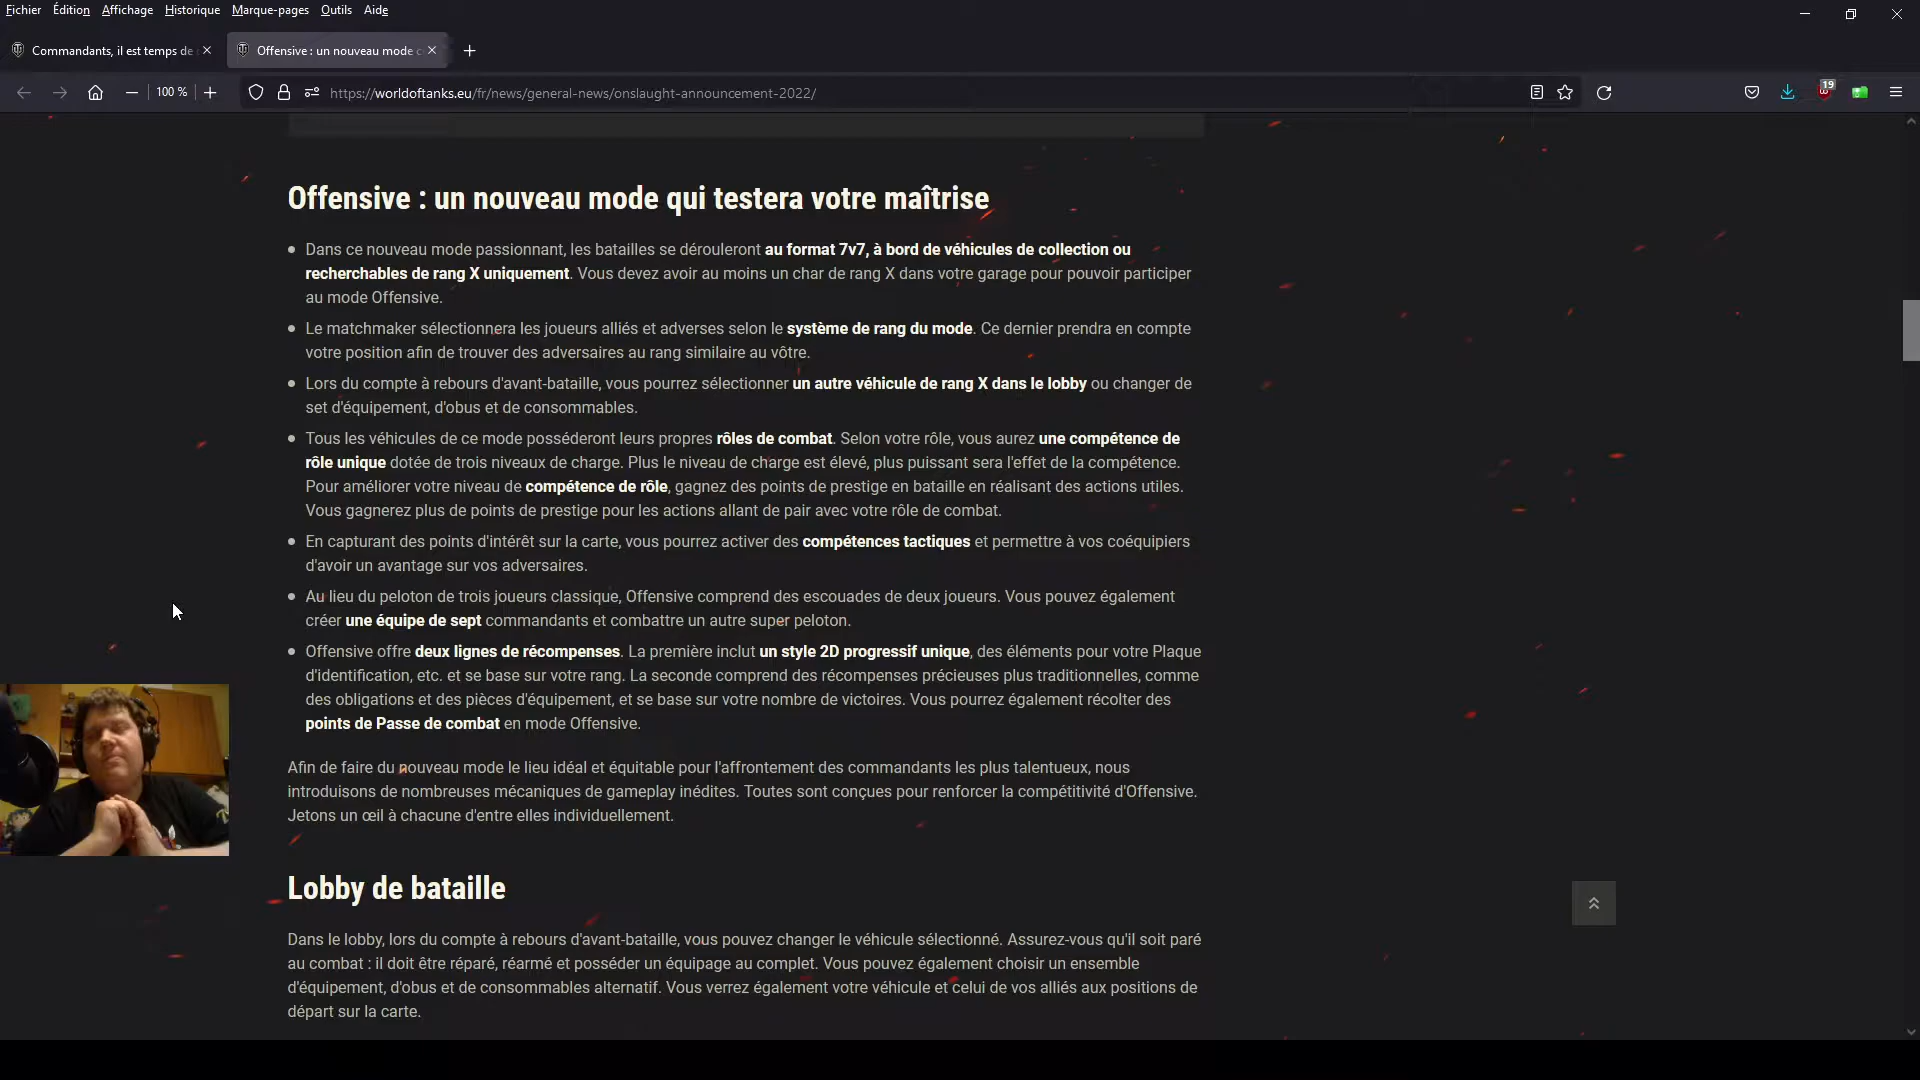 Fichier Édition Affichage Historique Marque-pages Outils Aide
Commandants, il est temps de
Offensive : un nouveau mode c
100 %
https://worldoftanks.eu/fr/news/general-news/onslaught-announcement-2022/
19
Offensive : un nouveau mode qui testera votre maîtrise
Dans ce nouveau mode passionnant, les batailles se dérouleront au format 7v7, à bord de véhicules de collection ou
recherchables de rang X uniquement. Vous devez avoir au moins un char de rang X dans votre garage pour pouvoir participer
au mode Offensive.
Le matchmaker sélectionnera les joueurs alliés et adverses selon le système de rang du mode. Ce dernier prendra en compte
votre position afin de trouver des adversaires au rang similaire au vôtre.
Lors du compte à rebours d'avant-bataille, vous pourrez sélectionner un autre véhicule de rang X dans le lobby ou changer de
set d'équipement, d'obus et de consommables.
Tous les véhicules de ce mode posséderont leurs propres rôles de combat. Selon votre rôle, vous aurez une compétence de
rôle unique dotée de trois niveaux de charge. Plus le niveau de charge est élevé, plus puissant sera l'effet de la compétence.
Pour améliorer votre niveau de compétence de rôle, gagnez des points de prestige en bataille en réalisant des actions utiles.
Vous gagnerez plus de points de prestige pour les actions allant de pair avec votre rôle de combat.
En capturant des points d'intérêt sur la carte, vous pourrez activer des compétences tactiques et permettre à vos coéquipiers
d'avoir un avantage sur vos adversaires.
Au lieu du peloton de trois joueurs classique, Offensive comprend des escouades de deux joueurs. Vous pouvez également
créer une équipe de sept commandants et combattre un autre super peloton.
Offensive offre deux lignes de récompenses. La première inclut un style 2D progressif unique, des éléments pour votre Plaque
d'identification, etc. et se base sur votre rang. La seconde comprend des récompenses précieuses plus traditionnelles, comme
des obligations et des pièces d'équipement, et se base sur votre nombre de victoires. Vous pourrez également récolter des
points de Passe de combat en mode Offensive.
Afin de faire du nouveau mode le lieu idéal et équitable pour l'affrontement des commandants les plus talentueux, nous
introduisons de nombreuses mécaniques de gameplay inédites. Toutes sont conçues pour renforcer la compétitivité d'Offensive.
Jetons un œil à chacune d'entre elles individuellement.
Lobby de bataille
Dans le lobby, lors du compte à rebours d'avant-bataille, vous pouvez changer le véhicule sélectionné. Assurez-vous qu'il soit paré
au combat : il doit être réparé, réarmé et posséder un équipage au complet. Vous pouvez également choisir un ensemble
d'équipement, d'obus et de consommables alternatif. Vous verrez également votre véhicule et celui de vos alliés aux positions de
départ sur la carte.